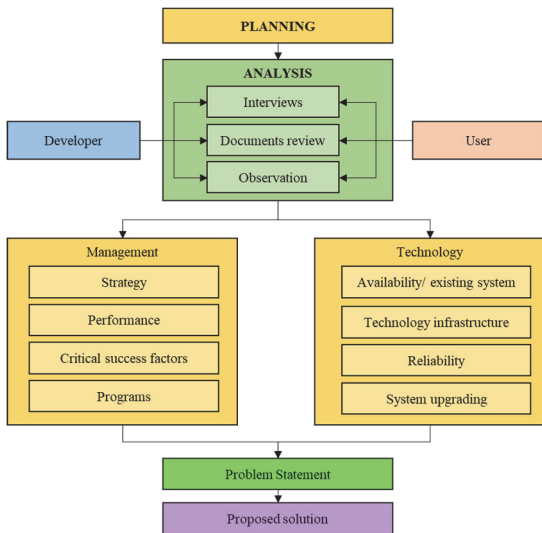 PLANNING
ANALYSIS
Interviews
Developer
Documents review
User
Observation
Management
Strategy
Performance
Critical success factors
Programs
Technology
Availability/ existing system
Technology infrastructure
Reliability
System upgrading
Problem Statement
Proposed solution